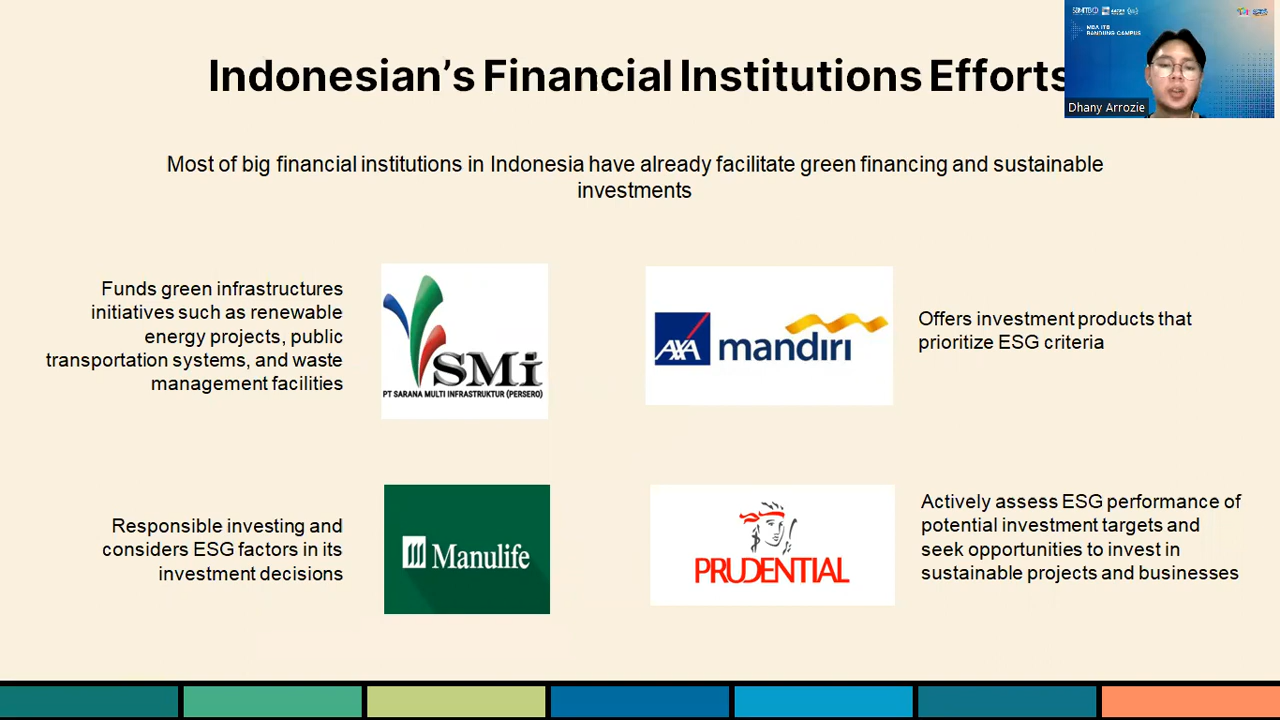 MBA ITB
BANDUNG CAMPUS
Dhany Arrozie
Indonesian's Financial Institutions Efforts
Most of big financial institutions in Indonesia have already facilitate green financing and sustainable
investments
Funds green infrastructures
initiatives such as renewable
energy projects, public
transportation systems, and waste
management facilities
SMi
PT SARANA MULTI INFRASTRUKTUR (PERSERO)
AXA mandiri
Offers investment products that
prioritize ESG criteria
Responsible investing and
considers ESG factors in its
investment decisions
Manulife
PRUDENTIAL
Actively assess ESG performance of
potential investment targets and
seek opportunities to invest in
sustainable projects and businesses